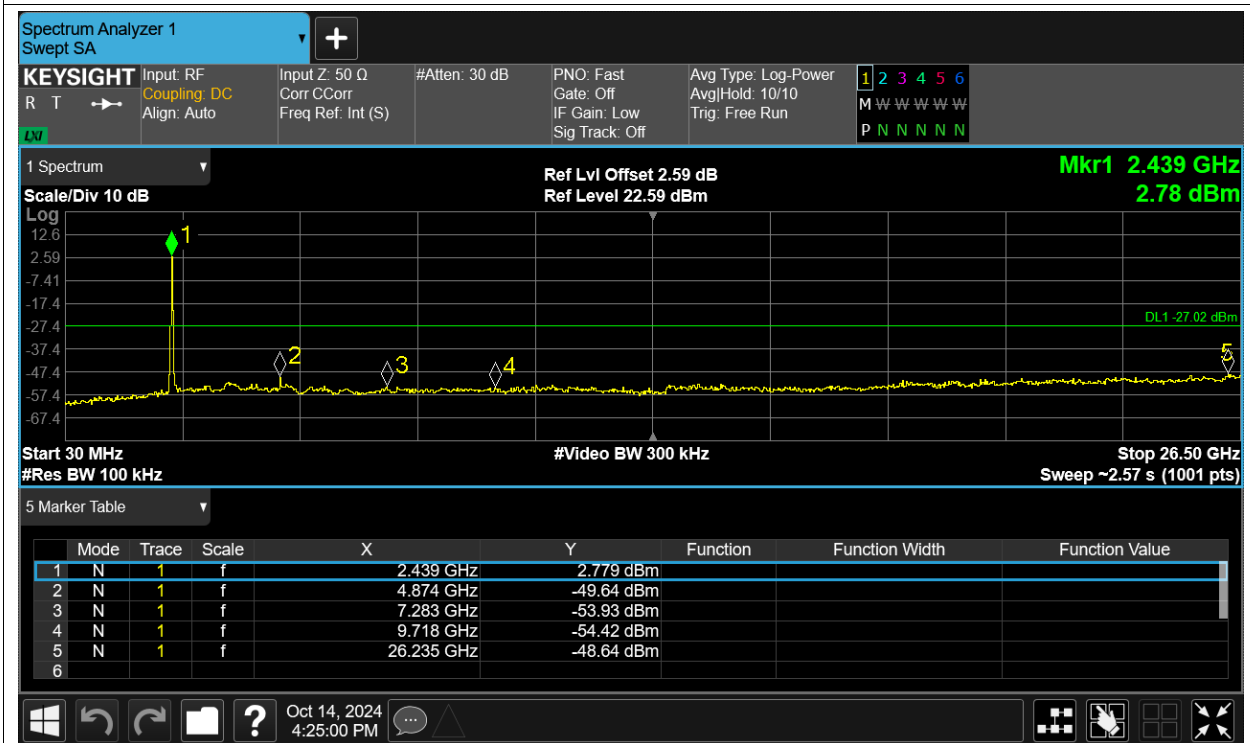 Spectrum Analyzer 1
Swept SA
KEYSIGHT
R T
LXI
Input: RF
Coupling: DC
Align: Auto
Input Z: 50 Ω
Corr CCorr
Freq Ref: Int (S)
#Atten: 30 dB
PNO: Fast
Gate: Off
IF Gain: Low
Sig Track: Off
Avg Type: Log-Power
Avg|Hold: 10/10
Trig: Free Run
1 2 3 4 5 6
M W W W W W
P N N N N N
1 Spectrum
Scale/Div 10 dB
Ref Lvl Offset 2.59 dB
Ref Level 22.59 dBm
Mkr1 2.439 GHz
2.78 dBm
Log
12.6
2.59
-7.41
-17.4
-27.4
-37.4
-47.4
-57.4
-67.4
1
2
3
4
5
DL1 -27.02 dBm
Start 30 MHz
#Video BW 300 kHz
Stop 26.50 GHz
#Res BW 100 kHz
Sweep ~2.57 s (1001 pts)
5 Marker Table
Mode Trace Scale X Y Function Function Width Function Value
1 N 1 f 2.439 GHz 2.779 dBm
2 N 1 f 4.874 GHz -49.64 dBm
3 N 1 f 7.283 GHz -53.93 dBm
4 N 1 f 9.718 GHz -54.42 dBm
5 N 1 f 26.235 GHz -48.64 dBm
6
?
Oct 14, 2024
4:25:00 PM